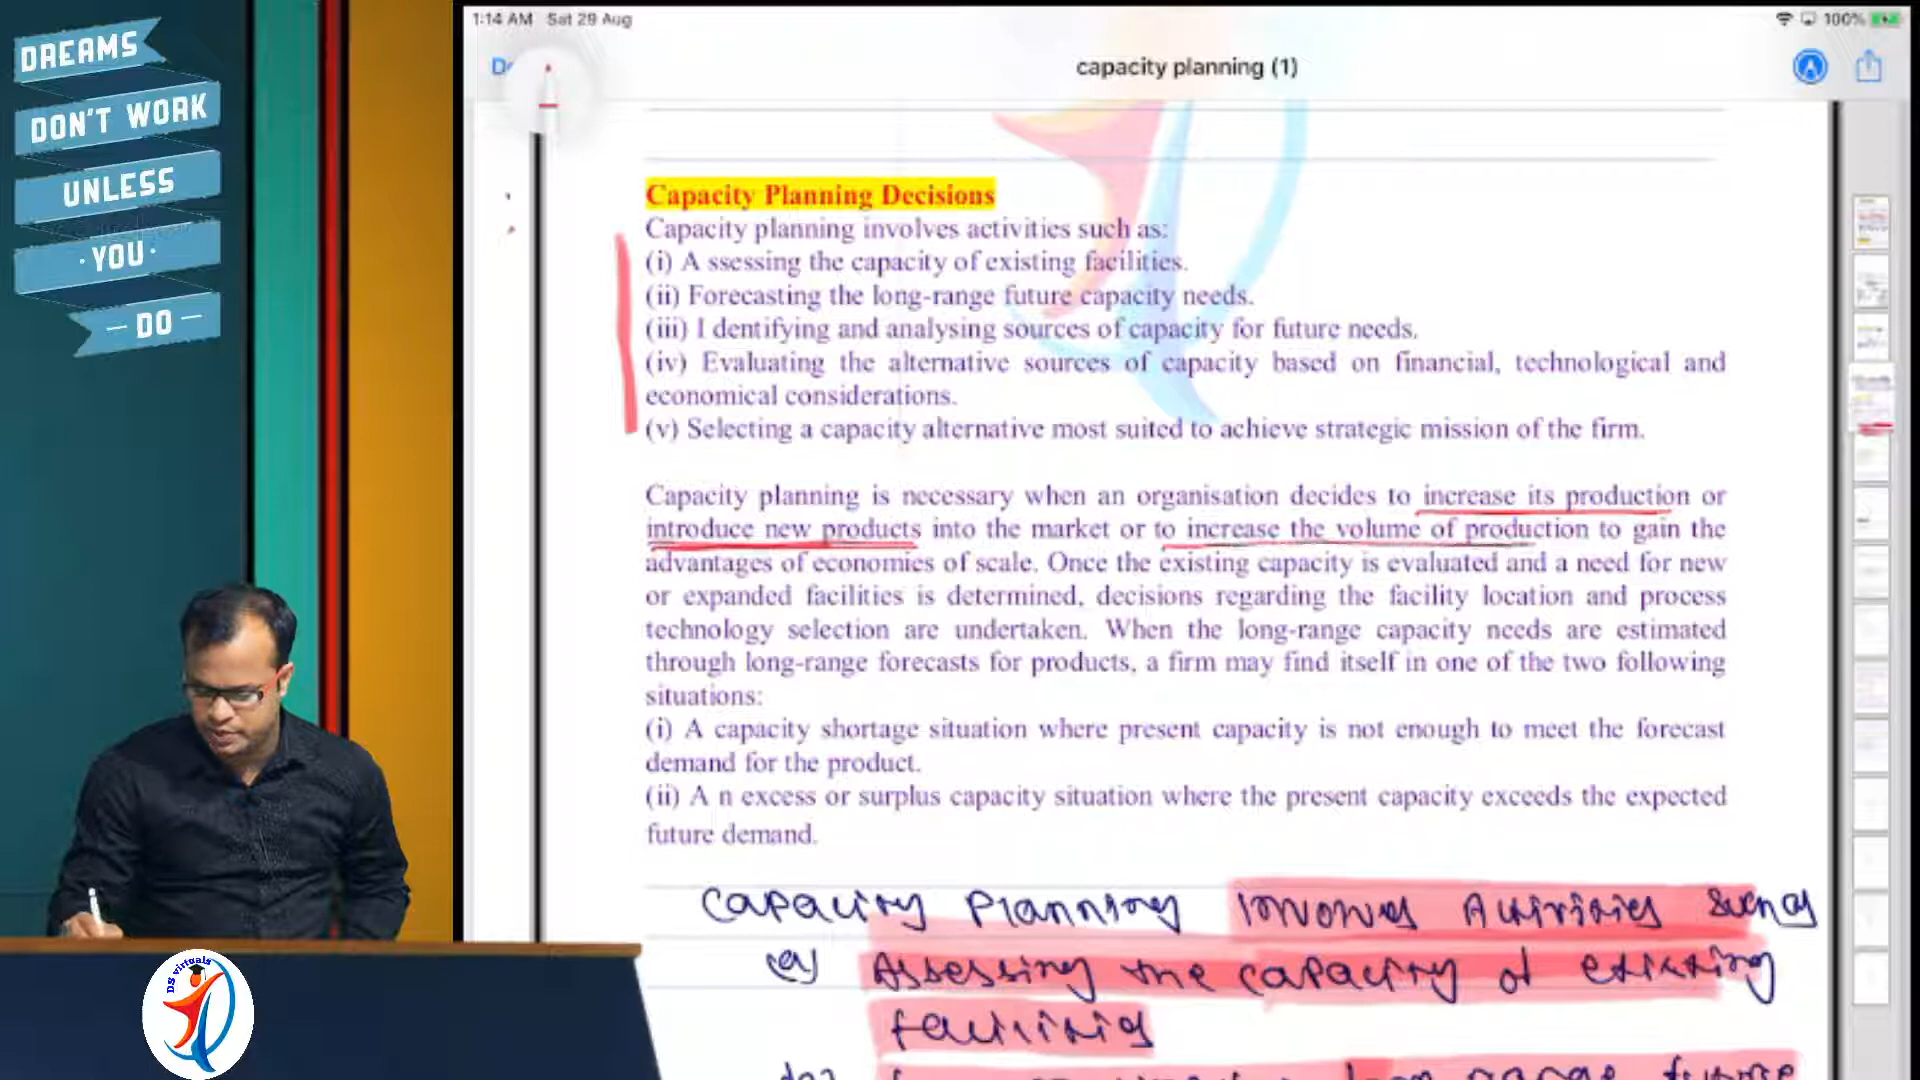 DREAMS
DON'T WORK
UNLESS
· YOU ·
— DO —
1:14 AM Sat 29 Aug
100%
capacity planning (1)
Capacity Planning Decisions
Capacity planning involves activities such as:
(i) A ssessing the capacity of existing facilities.
(ii) Forecasting the long-range future capacity needs.
(iii) I dentifying and analysing sources of capacity for future needs.
(iv) Evaluating the alternative sources of capacity based on financial, technological and
economical considerations.
(v) Selecting a capacity alternative most suited to achieve strategic mission of the firm.
Capacity planning is necessary when an organisation decides to increase its production or
introduce new products into the market or to increase the volume of production to gain the
advantages of economies of scale. Once the existing capacity is evaluated and a need for new
or expanded facilities is determined, decisions regarding the facility location and process
technology selection are undertaken. When the long-range capacity needs are estimated
through long-range forecasts for products, a firm may find itself in one of the two following
situations:
(i) A capacity shortage situation where present capacity is not enough to meet the forecast
demand for the product.
(ii) A n excess or surplus capacity situation where the present capacity exceeds the expected
future demand.
Capacity Planning involves Activities such as
(a) Assessing the capacity of existing
facilities
long range future
DS virtuals